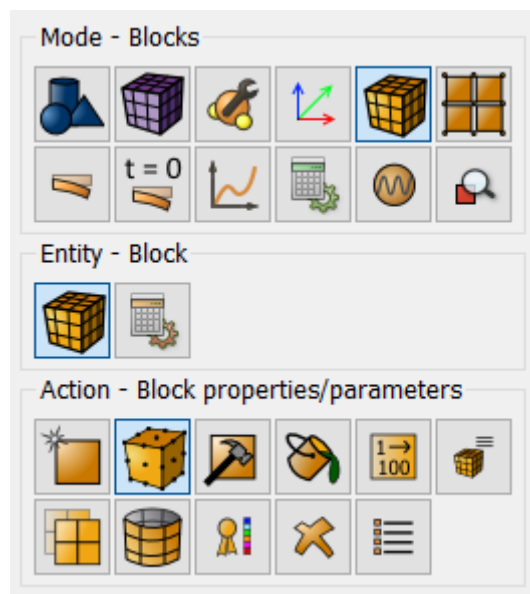 Mode - Blocks
t = 0
Entity - Block
Action - Block properties/parameters
1→
100